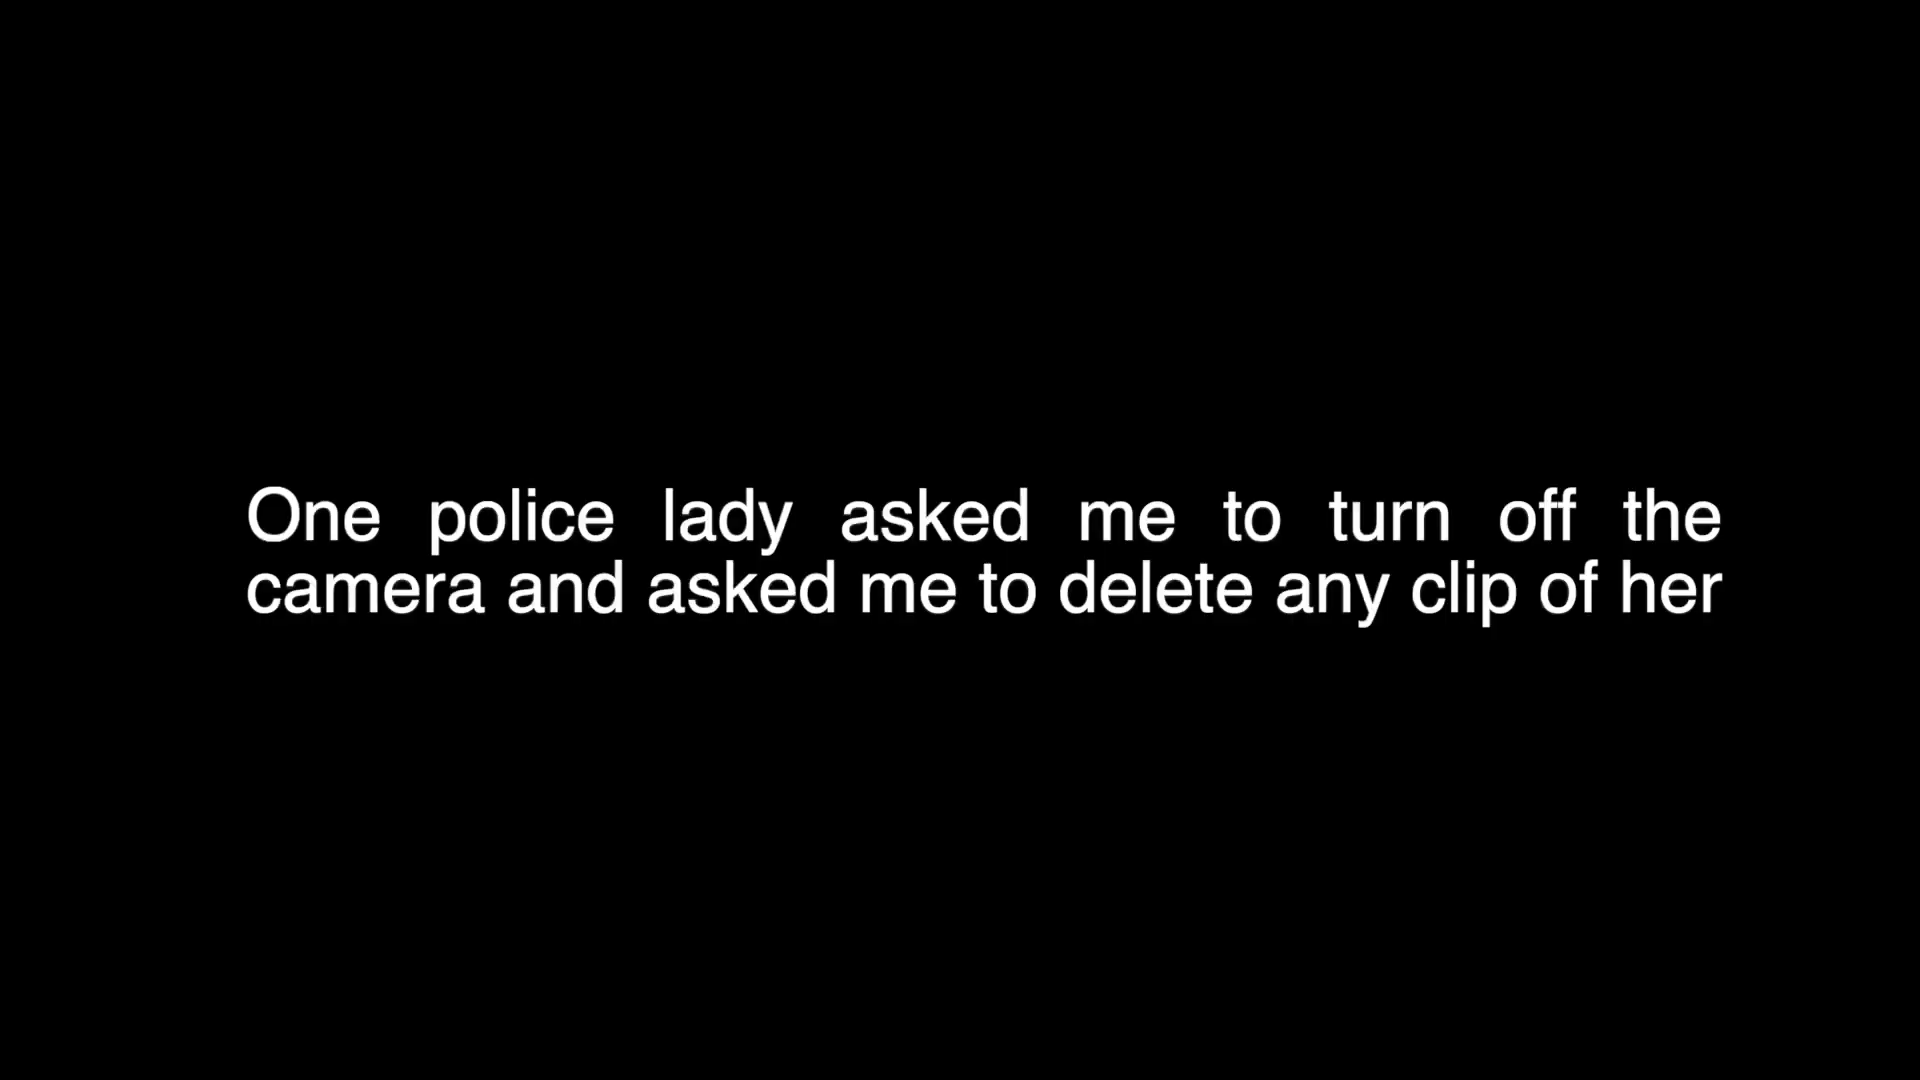 One police lady asked me to turn off the
camera and asked me to delete any clip of her